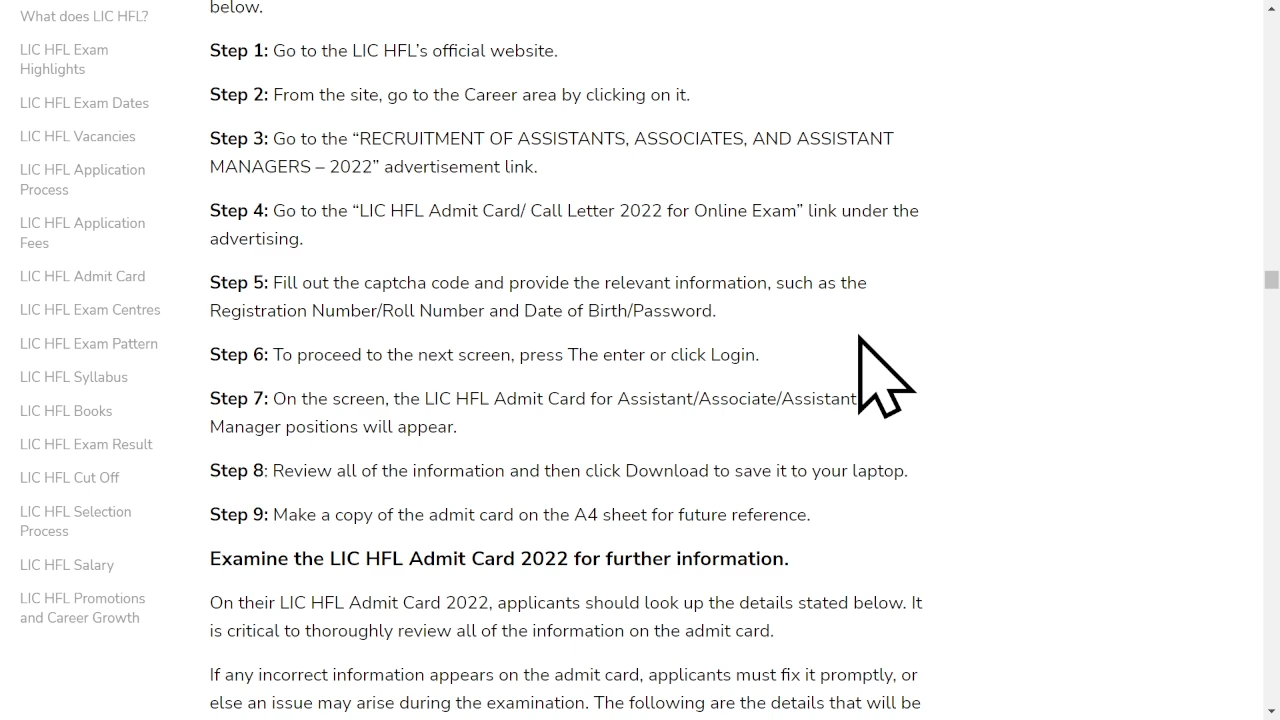 What does LIC HFL?
LIC HFL Exam
Highlights
LIC HFL Exam Dates
LIC HFL Vacancies
LIC HFL Application
Process
LIC HFL Application
Fees
LIC HFL Admit Card
LIC HFL Exam Centres
LIC HFL Exam Pattern
LIC HFL Syllabus
LIC HFL Books
LIC HFL Exam Result
LIC HFL Cut Off
LIC HFL Selection
Process
LIC HFL Salary
LIC HFL Promotions
and Career Growth
below.
Step 1: Go to the LIC HFL’s official website.
Step 2: From the site, go to the Career area by clicking on it.
Step 3: Go to the “RECRUITMENT OF ASSISTANTS, ASSOCIATES, AND ASSISTANT
MANAGERS – 2022” advertisement link.
Step 4: Go to the “LIC HFL Admit Card/ Call Letter 2022 for Online Exam” link under the
advertising.
Step 5: Fill out the captcha code and provide the relevant information, such as the
Registration Number/Roll Number and Date of Birth/Password.
Step 6: To proceed to the next screen, press The enter or click Login.
Step 7: On the screen, the LIC HFL Admit Card for Assistant/Associate/Assistant
Manager positions will appear.
Step 8: Review all of the information and then click Download to save it to your laptop.
Step 9: Make a copy of the admit card on the A4 sheet for future reference.
Examine the LIC HFL Admit Card 2022 for further information.
On their LIC HFL Admit Card 2022, applicants should look up the details stated below. It
is critical to thoroughly review all of the information on the admit card.
If any incorrect information appears on the admit card, applicants must fix it promptly, or
else an issue may arise during the examination. The following are the details that will be